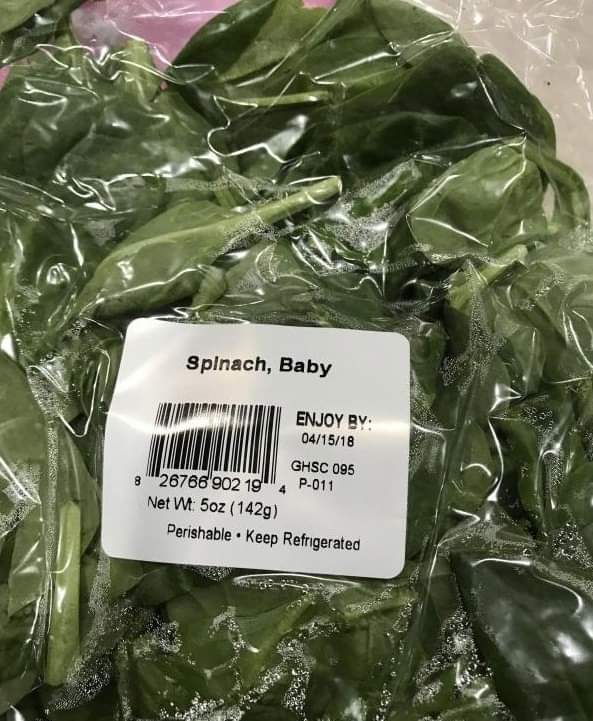 Spinach, Baby
ENJOY BY:
04/15/18
GHSC 095
P-011
8 26766 90219 4
Net Wt: 5oz (142g)
Perishable • Keep Refrigerated